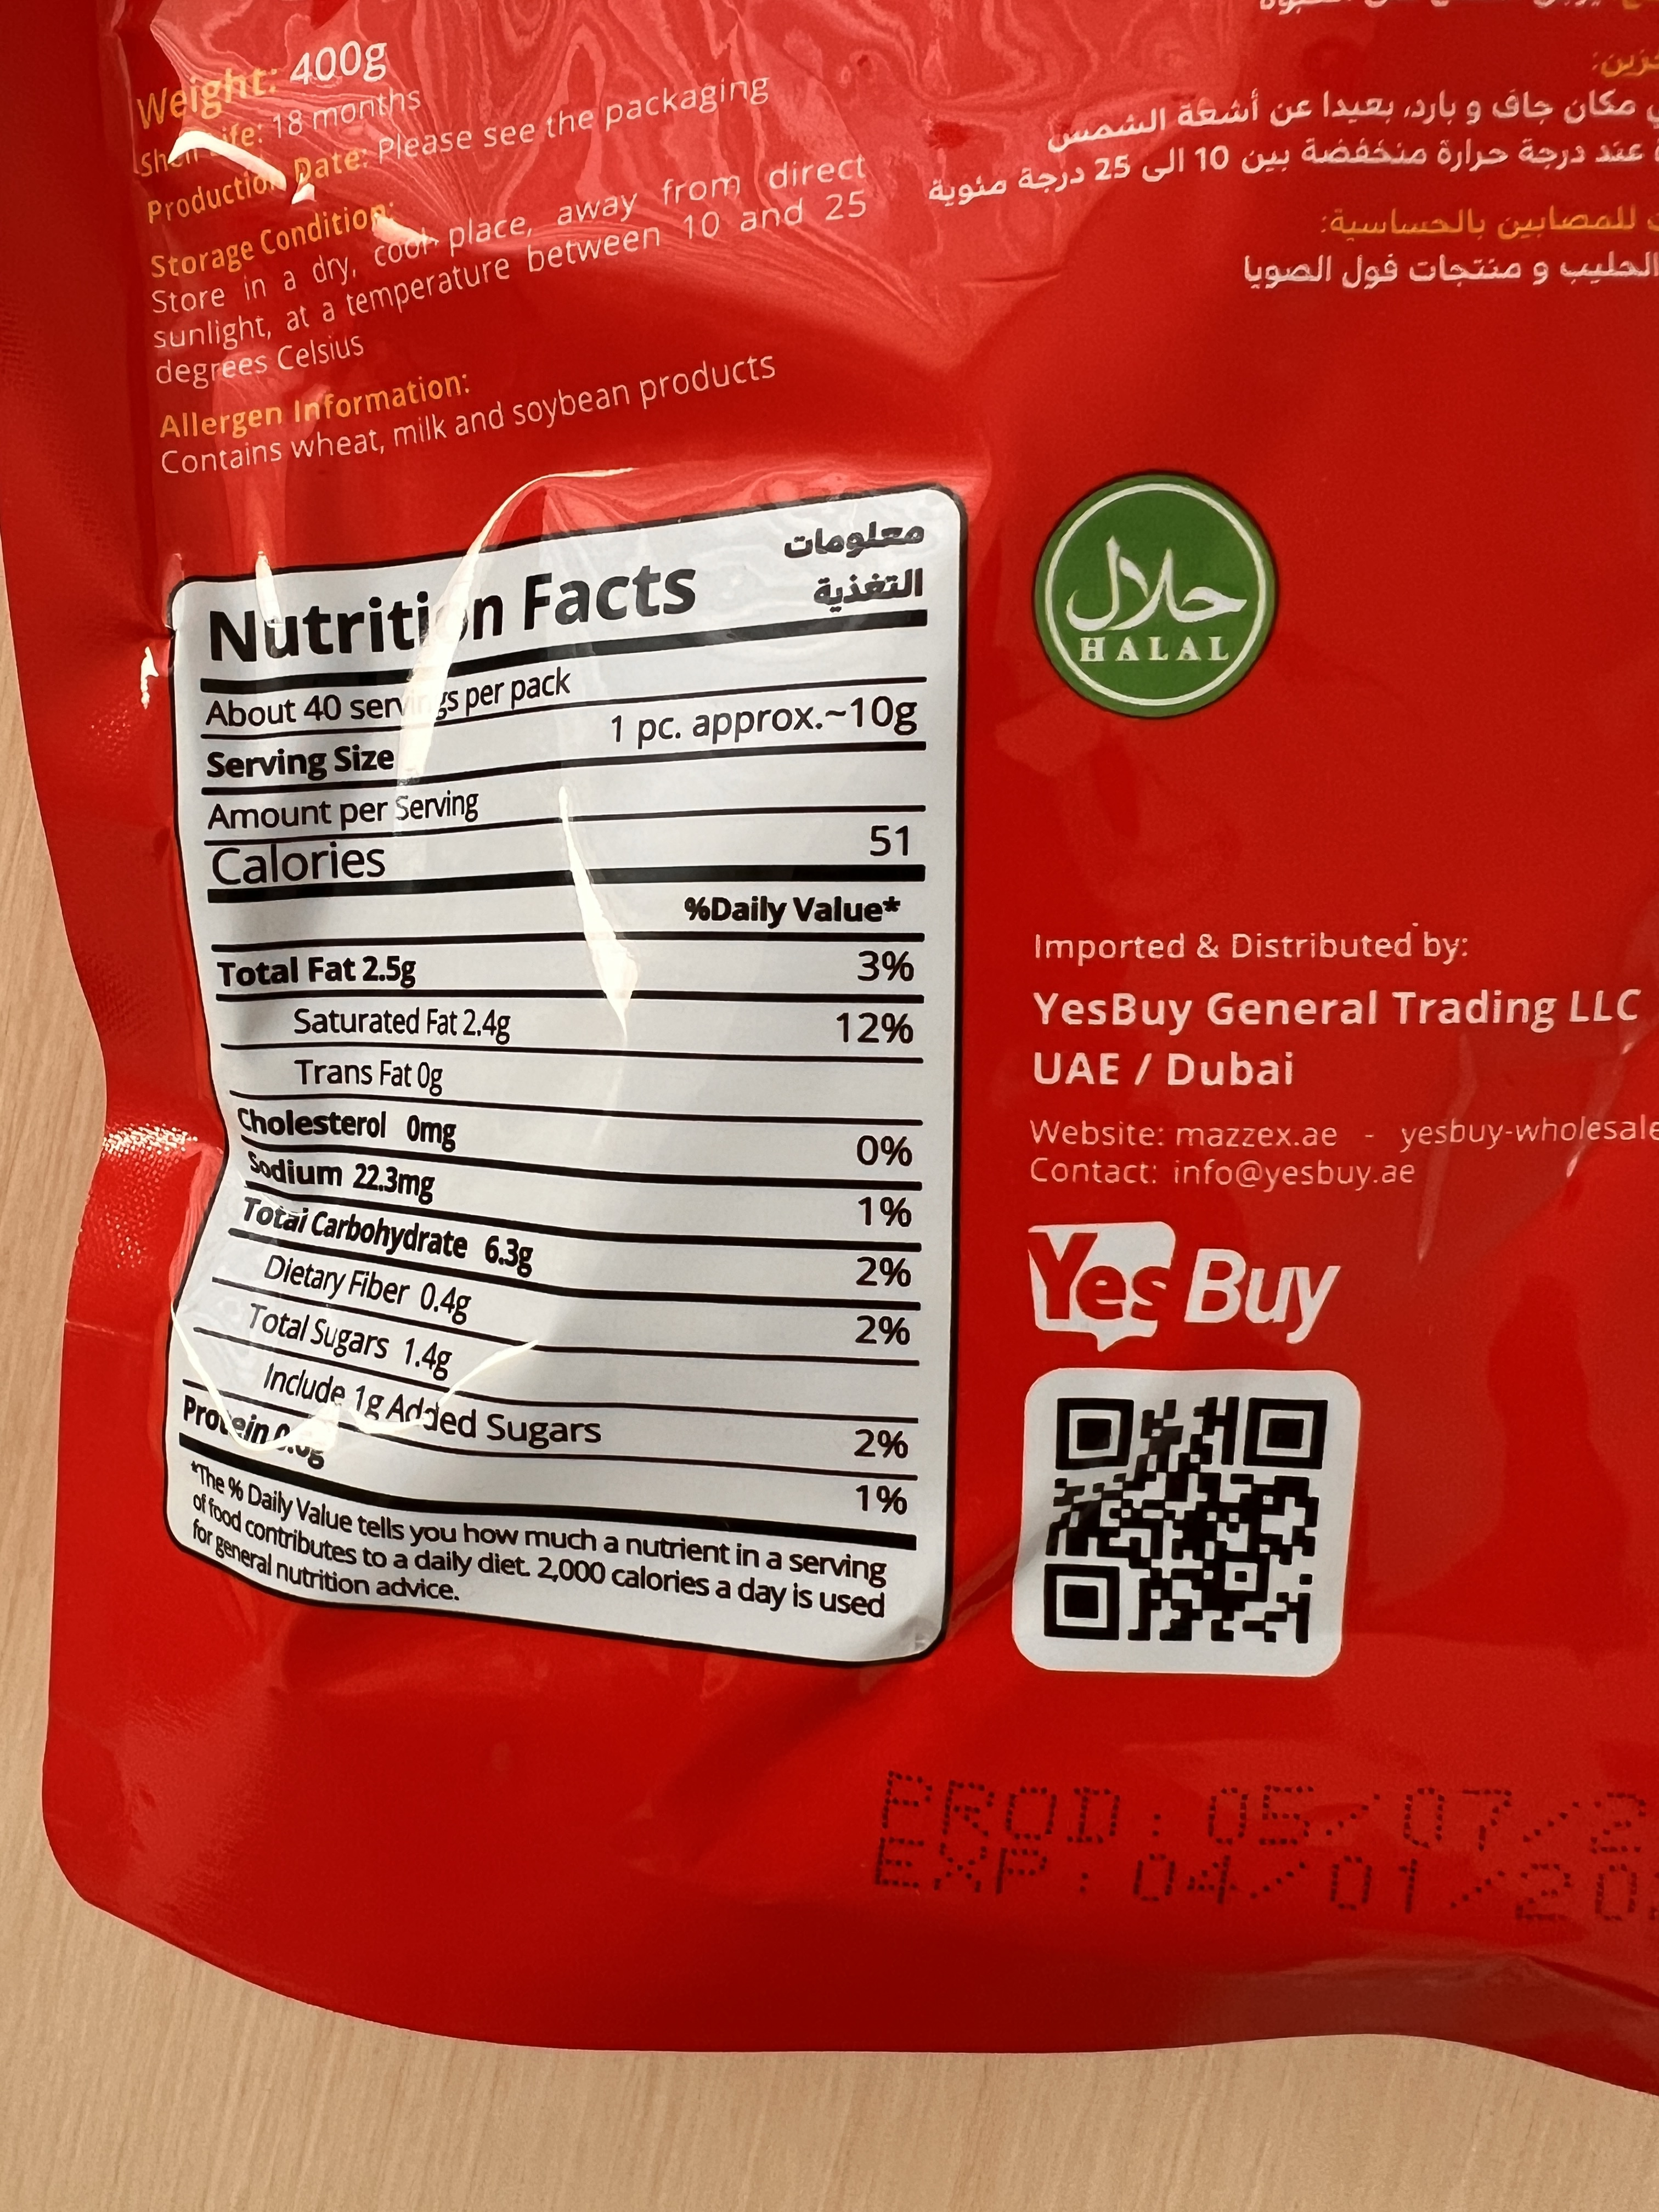 Weight: 400g
Shelf Life: 18 months
Production Date: Please see the packaging
Storage Condition:
Store in a dry, cool place, away from direct
sunlight, at a temperature between 10 and 25
degrees Celsius
Allergen Information:
Contains wheat, milk and soybean products
مكان جاف و بارد، بعيدا عن أشعة الشمس
عند درجة حرارة منخفضة بين 10 الى 25 درجة مئوية
للمصابين بالحساسية:
الحليب و منتجات فول الصويا
Nutrition Facts
معلومات
التغذية
About 40 servings per pack
Serving Size 1 pc. approx.~10g
Amount per Serving
Calories 51
%Daily Value*
Total Fat 2.5g 3%
Saturated Fat 2.4g 12%
Trans Fat 0g
Cholesterol 0mg 0%
Sodium 22.3mg 1%
Total Carbohydrate 6.3g 2%
Dietary Fiber 0.4g 2%
Total Sugars 1.4g
Include 1g Added Sugars 2%
Protein 1%
*The % Daily Value tells you how much a nutrient in a serving
of food contributes to a daily diet. 2,000 calories a day is used
for general nutrition advice.
حلال
HALAL
Imported & Distributed by:
YesBuy General Trading LLC
UAE / Dubai
Website: mazzex.ae - yesbuy-wholesale
Contact: info@yesbuy.ae
Yes Buy
PROD: 05/07/2
EXP: 04/01/20